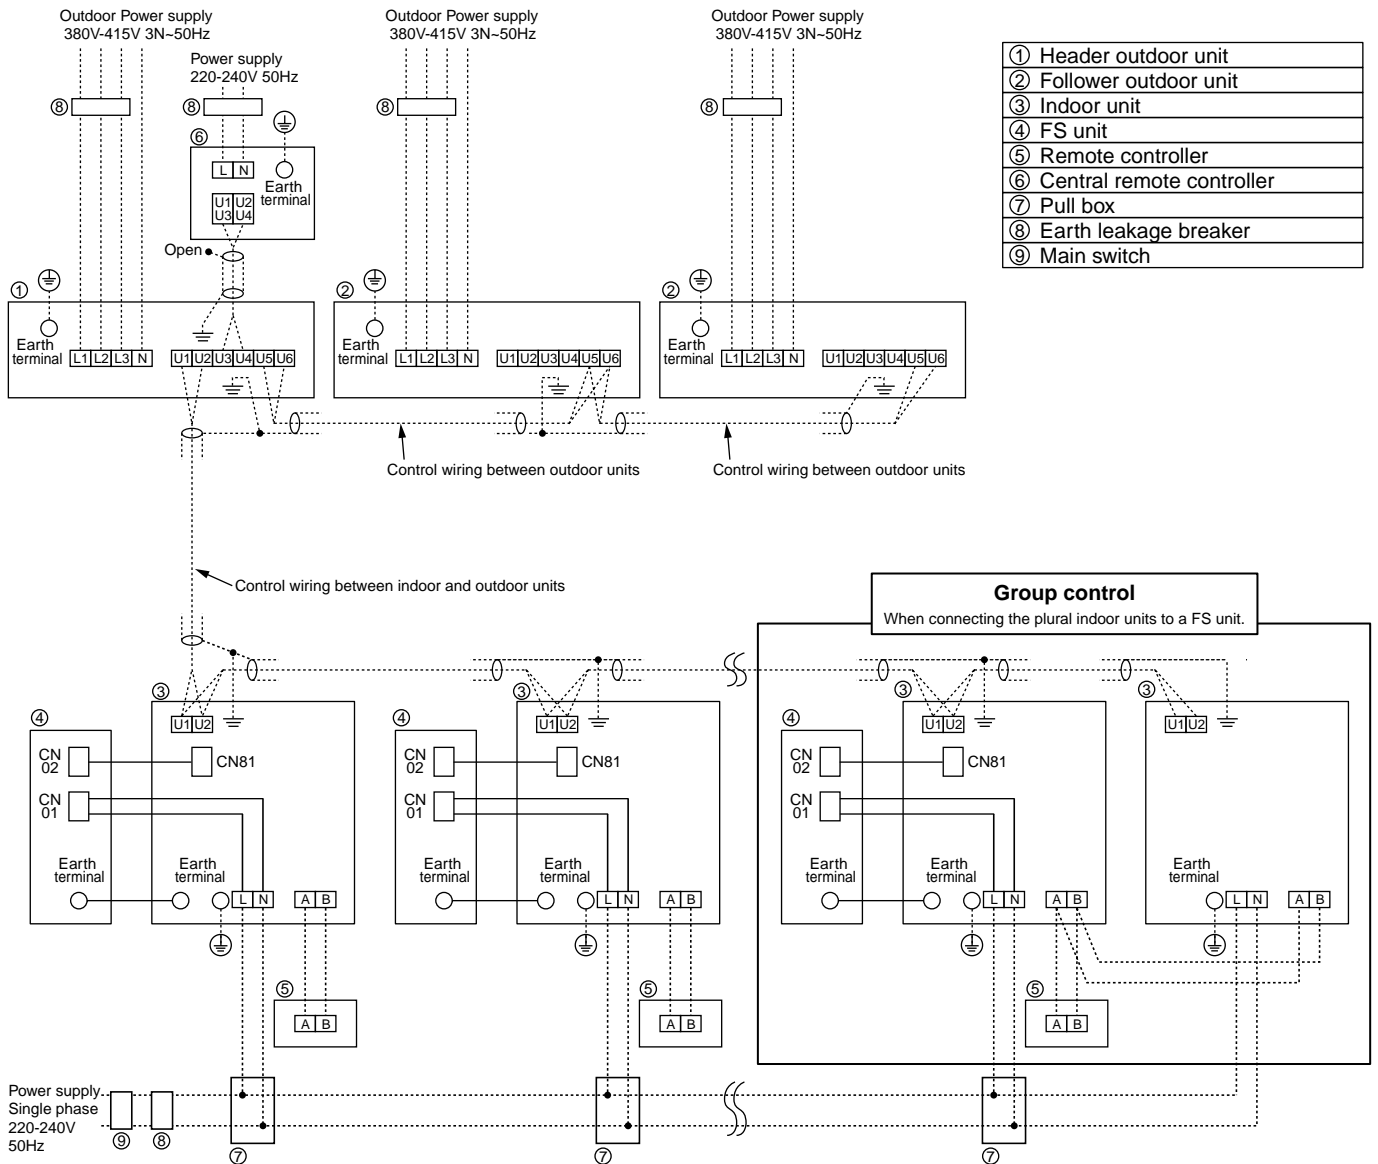 Outdoor Power supply
380V-415V 3N~50Hz
Outdoor Power supply
380V-415V 3N~50Hz
Outdoor Power supply
380V-415V 3N~50Hz
Power supply
220-240V 50Hz
① Header outdoor unit
② Follower outdoor unit
③ Indoor unit
④ FS unit
⑤ Remote controller
⑥ Central remote controller
⑦ Pull box
⑧ Earth leakage breaker
⑨ Main switch
⑧ ⑧ ⑧ ⑧
⑥
L N
Earth
terminal
U1 U2
U3 U4
Open
① ② ②
Earth
terminal
L1 L2 L3 N
U1 U2 U3 U4 U5 U6
Earth
terminal
L1 L2 L3 N
U1 U2 U3 U4 U5 U6
Earth
terminal
L1 L2 L3 N
U1 U2 U3 U4 U5 U6
Control wiring between outdoor units
Control wiring between outdoor units
Control wiring between indoor and outdoor units
Group control
When connecting the plural indoor units to a FS unit.
④
CN
02
CN
01
Earth
terminal
③
U1 U2
CN81
Earth
terminal
L N
A B
⑤
A B
④
CN
02
CN
01
Earth
terminal
③
U1 U2
CN81
Earth
terminal
L N
A B
⑤
A B
④
CN
02
CN
01
Earth
terminal
③
U1 U2
CN81
Earth
terminal
L N
A B
⑤
A B
③
U1 U2
Earth
terminal
L N
A B
Power supply
Single phase
220-240V
50Hz
⑨ ⑧ ⑦ ⑦ ⑦